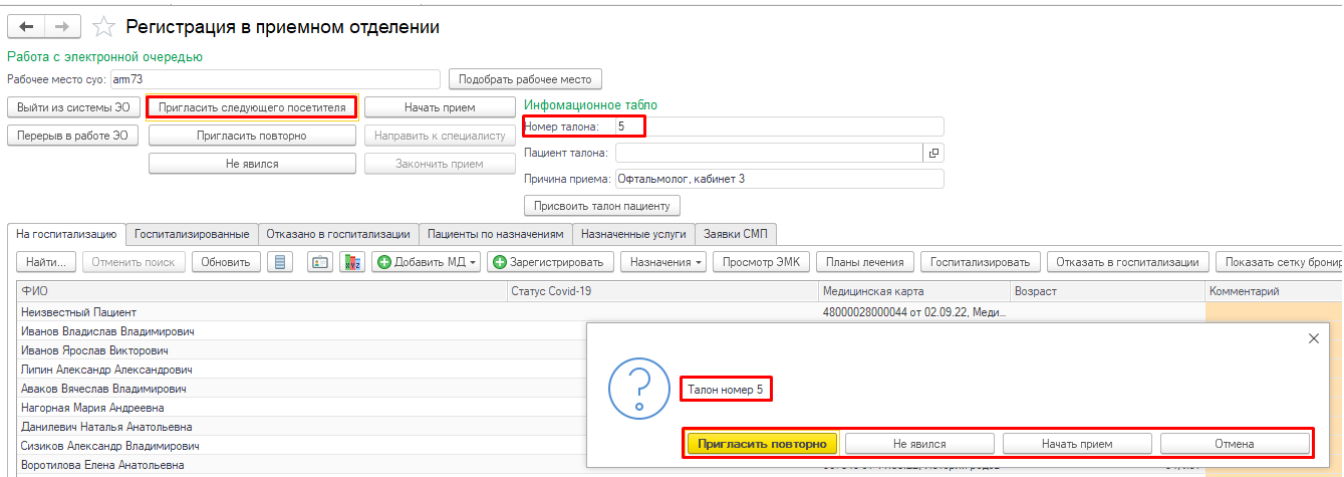 Регистрация в приемном отделении
Работа с электронной очередью
Рабочее место суо: arm73 Подобрать рабочее место
Выйти из системы ЭО Пригласить следующего посетителя Начать прием Инфомационное табло
Номер талона: 5
Перерыв в работе ЭО Пригласить повторно Направить к специалисту
Пациент талона:
Не явился Закончить прием
Причина приема: Офтальмолог, кабинет 3
Присвоить талон пациенту
На госпитализацию Госпитализированные Отказано в госпитализации Пациенты по назначениям Назначенные услуги Заявки СМП
Найти... Отменить поиск Обновить Добавить МД Зарегистрировать Назначения Просмотр ЭМК Планы лечения Госпитализировать Отказать в госпитализации Показать сетку бронир
ФИО Статус Covid-19 Медицинская карта Возраст Комментарий
Неизвестный Пациент 48000028000044 от 02.09.22, Меди...
Иванов Владислав Владимирович
Иванов Ярослав Викторович
Липин Александр Александрович
Аваков Вячеслав Владимирович
Нагорная Мария Андреевна
Данилевич Наталья Анатольевна
Сизиков Александр Владимирович
Воротилова Елена Анатольевна
Талон номер 5
Пригласить повторно Не явился Начать прием Отмена